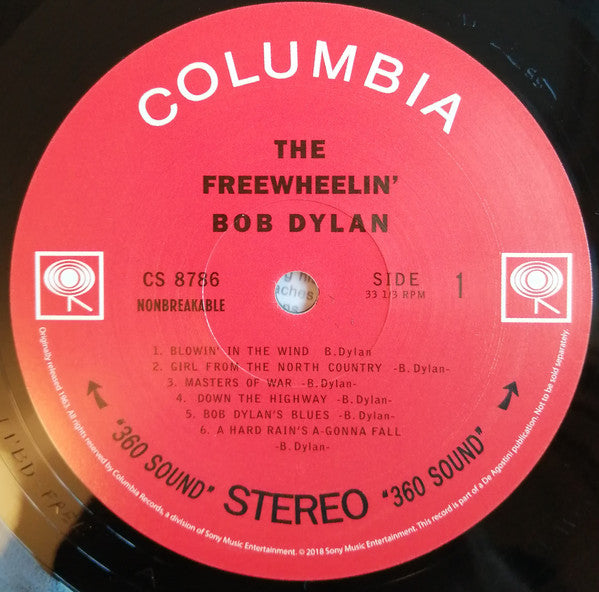 COLUMBIA
THE
FREEWHEELIN'
BOB DYLAN
CS 8786
NONBREAKABLE
SIDE 1
33 1/3 RPM
1. BLOWIN' IN THE WIND B.Dylan
2. GIRL FROM THE NORTH COUNTRY -B.Dylan-
3. MASTERS OF WAR -B.Dylan-
4. DOWN THE HIGHWAY -B.Dylan-
5. BOB DYLAN'S BLUES -B.Dylan-
6. A HARD RAIN'S A-GONNA FALL
-B.Dylan-
"360 SOUND" STEREO "360 SOUND"
Originally released 1963. All rights reserved by Columbia Records, a division of Sony Music Entertainment. © 2018 Sony Music Entertainment. This record is part of a De Agostini publication. Not to be sold separately.